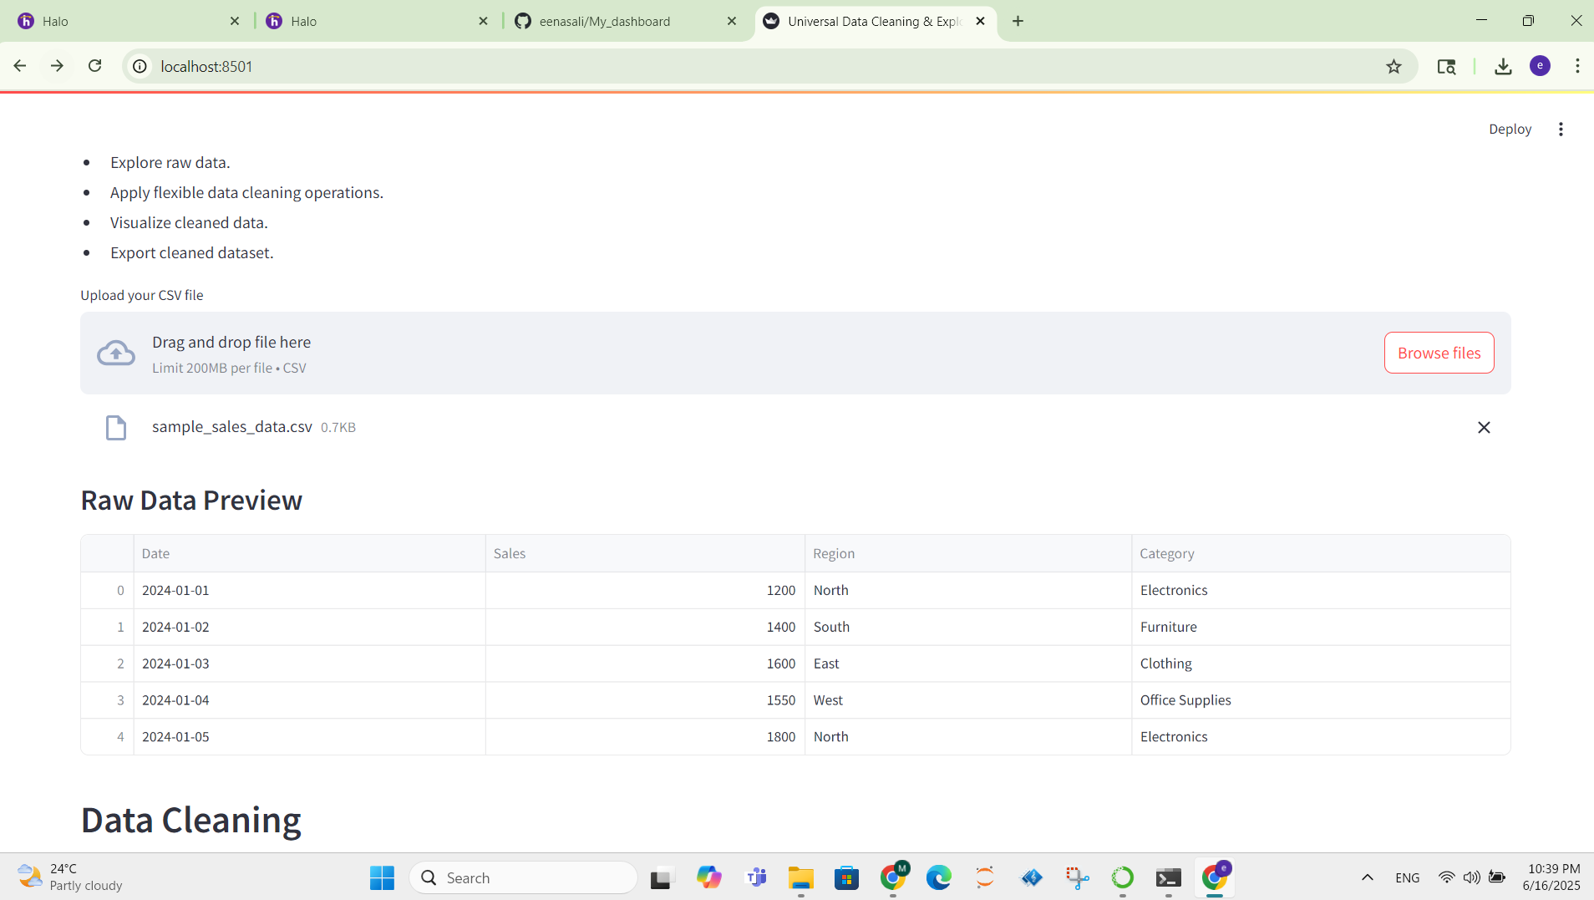 Halo
Halo
eenasali/My_dashboard
Universal Data Cleaning & Explo
localhost:8501
e
Deploy
Explore raw data.
Apply flexible data cleaning operations.
Visualize cleaned data.
Export cleaned dataset.
Upload your CSV file
Drag and drop file here
Limit 200MB per file • CSV
Browse files
sample_sales_data.csv 0.7KB
Raw Data Preview
Date Sales Region Category
0 2024-01-01 1200 North Electronics
1 2024-01-02 1400 South Furniture
2 2024-01-03 1600 East Clothing
3 2024-01-04 1550 West Office Supplies
4 2024-01-05 1800 North Electronics
Data Cleaning
24°C
Partly cloudy
Search
M
e
ENG
10:39 PM
6/16/2025